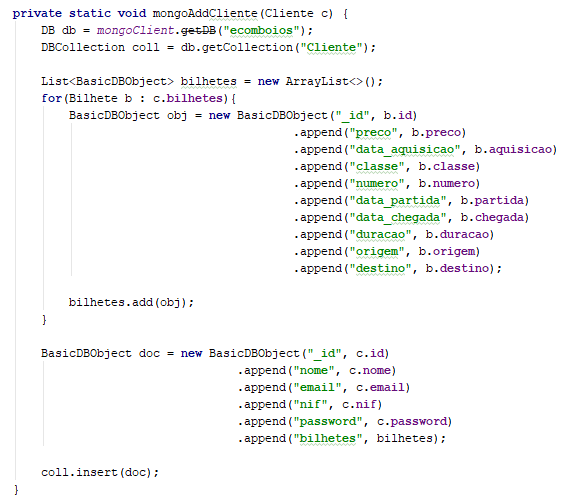 private static void mongoAddCliente(Cliente c) {
    DB db = mongoClient.getDB("ecomboios");
    DBCollection coll = db.getCollection("Cliente");

    List<BasicDBObject> bilhetes = new ArrayList<>();
    for(Bilhete b : c.bilhetes){
        BasicDBObject obj = new BasicDBObject("_id", b.id)
                                        .append("preco", b.preco)
                                        .append("data_aquisicao", b.aquisicao)
                                        .append("classe", b.classe)
                                        .append("numero", b.numero)
                                        .append("data_partida", b.partida)
                                        .append("data_chegada", b.chegada)
                                        .append("duracao", b.duracao)
                                        .append("origem", b.origem)
                                        .append("destino", b.destino);

        bilhetes.add(obj);
    }

    BasicDBObject doc = new BasicDBObject("_id", c.id)
                                .append("nome", c.nome)
                                .append("email", c.email)
                                .append("nif", c.nif)
                                .append("password", c.password)
                                .append("bilhetes", bilhetes);

    coll.insert(doc);
}